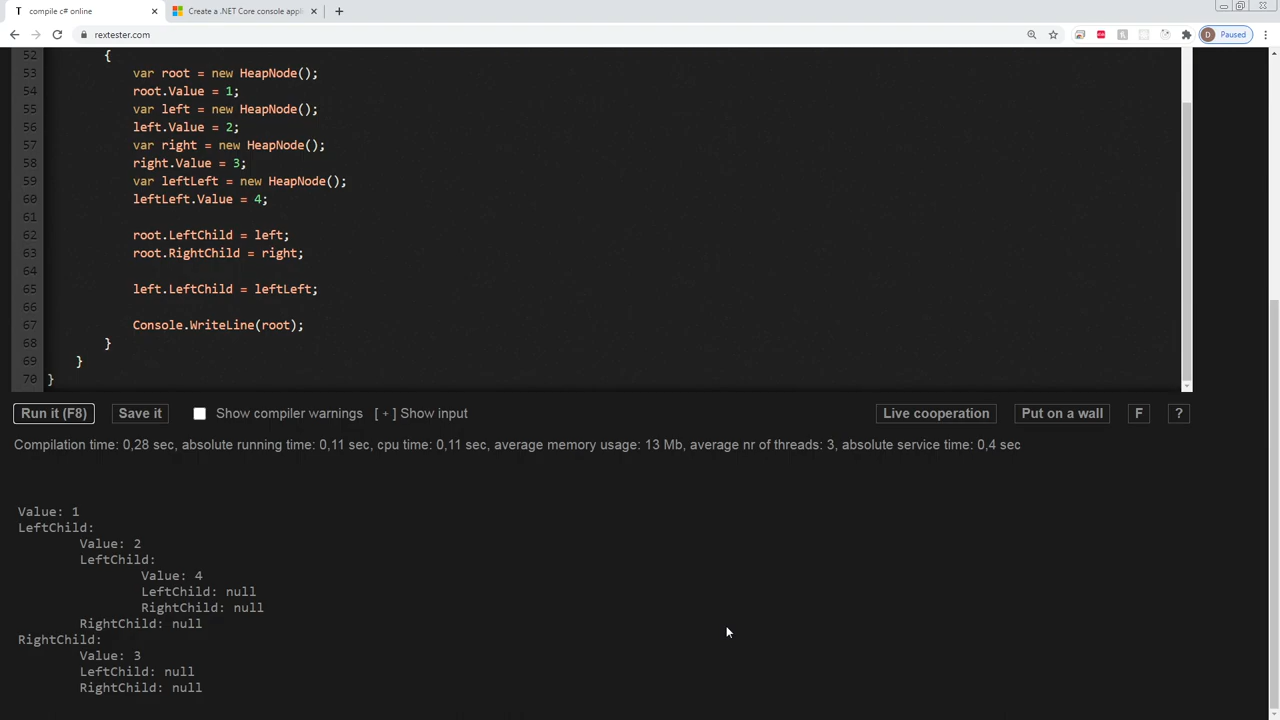 compile c# online
Create a .NET Core console appl
rextester.com
Paused
52 {
53 var root = new HeapNode();
54 root.Value = 1;
55 var left = new HeapNode();
56 left.Value = 2;
57 var right = new HeapNode();
58 right.Value = 3;
59 var leftLeft = new HeapNode();
60 leftLeft.Value = 4;
61
62 root.LeftChild = left;
63 root.RightChild = right;
64
65 left.LeftChild = leftLeft;
66
67 Console.WriteLine(root);
68 }
69 }
70 }
Run it (F8) Save it Show compiler warnings [ + ] Show input Live cooperation Put on a wall F ?
Compilation time: 0,28 sec, absolute running time: 0,11 sec, cpu time: 0,11 sec, average memory usage: 13 Mb, average nr of threads: 3, absolute service time: 0,4 sec
Value: 1
LeftChild:
Value: 2
LeftChild:
Value: 4
LeftChild: null
RightChild: null
RightChild: null
RightChild:
Value: 3
LeftChild: null
RightChild: null